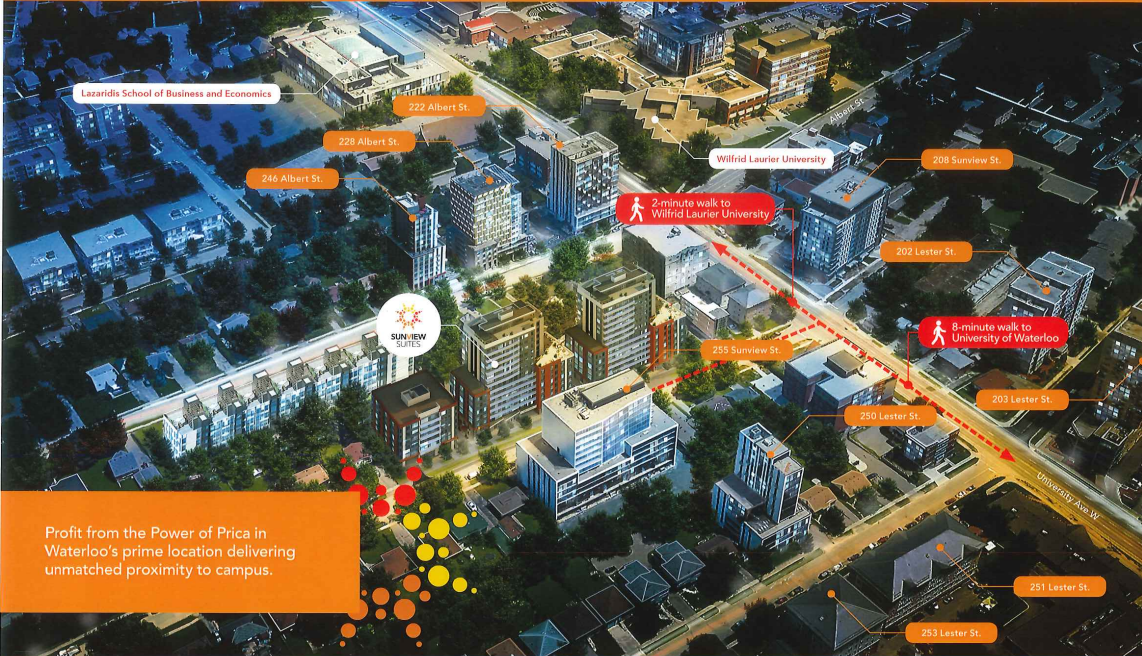 Lazaridis School of Business and Economics
222 Albert St.
228 Albert St.
246 Albert St.
Albert St
Wilfrid Laurier University
208 Sunview St.
2-minute walk to
Wilfrid Laurier University
202 Lester St.
SUNVIEW
SUITES
8-minute walk to
University of Waterloo
255 Sunview St.
203 Lester St.
250 Lester St.
University Ave.W
Profit from the Power of Prica in
Waterloo's prime location delivering
unmatched proximity to campus.
251 Lester St.
253 Lester St.